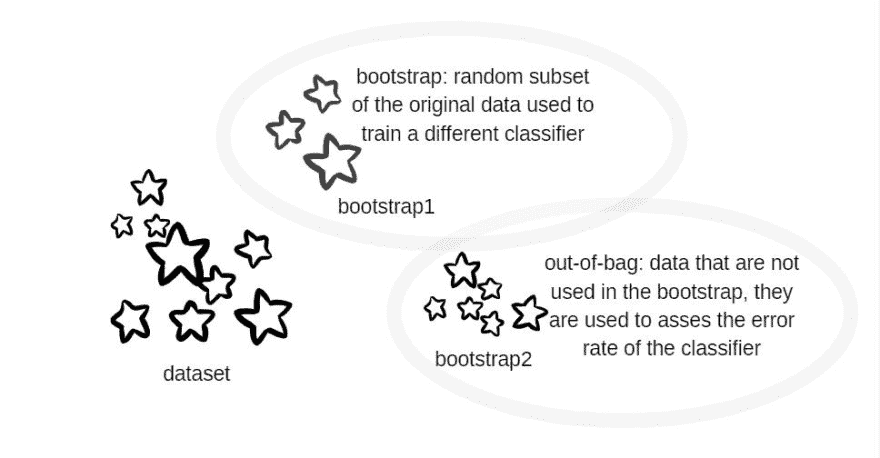 bootstrap: random subset
of the original data used to
train a different classifier
bootstrap1
out-of-bag: data that are not
used in the bootstrap, they
are used to asses the error
rate of the classifier
bootstrap2
dataset